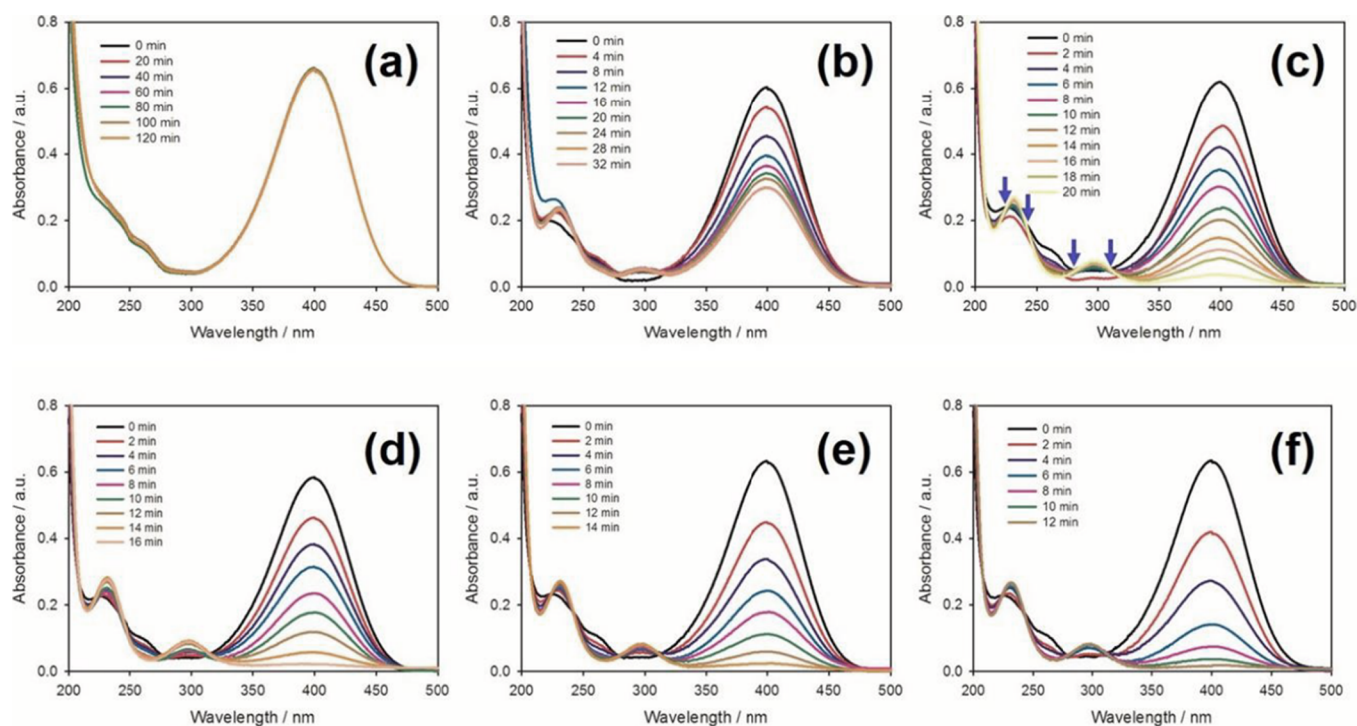 (a)
0 min
20 min
40 min
60 min
80 min
100 min
120 min
Absorbance / a.u.
0.8
0.6
0.4
0.2
0.0
200 250 300 350 400 450 500
Wavelength / nm
(b)
0 min
4 min
8 min
12 min
16 min
20 min
24 min
28 min
32 min
Absorbance / a.u.
0.8
0.6
0.4
0.2
0.0
200 250 300 350 400 450 500
Wavelength / nm
(c)
0 min
2 min
4 min
6 min
8 min
10 min
12 min
14 min
16 min
18 min
20 min
Absorbance / a.u.
0.8
0.6
0.4
0.2
0.0
200 250 300 350 400 450 500
Wavelength / nm
(d)
0 min
2 min
4 min
6 min
8 min
10 min
12 min
14 min
16 min
Absorbance / a.u.
0.8
0.6
0.4
0.2
0.0
200 250 300 350 400 450 500
Wavelength / nm
(e)
0 min
2 min
4 min
6 min
8 min
10 min
12 min
14 min
Absorbance / a.u.
0.8
0.6
0.4
0.2
0.0
200 250 300 350 400 450 500
Wavelength / nm
(f)
0 min
2 min
4 min
6 min
8 min
10 min
12 min
Absorbance / a.u.
0.8
0.6
0.4
0.2
0.0
200 250 300 350 400 450 500
Wavelength / nm